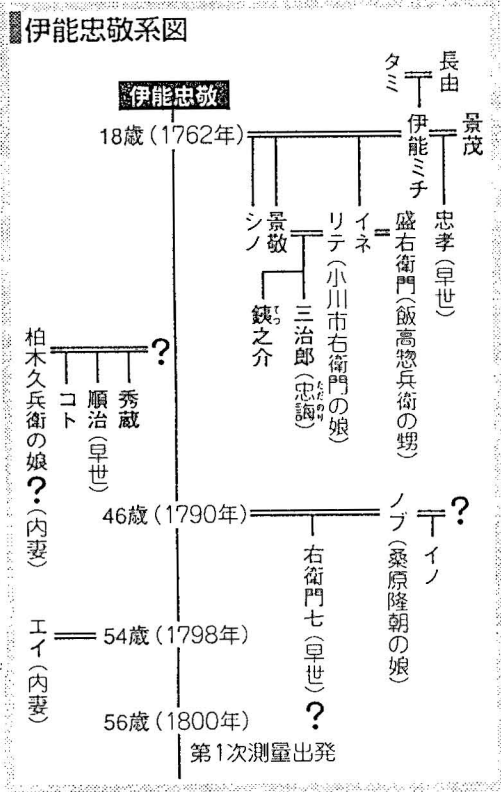 伊能忠敬系図
長由
タミ
伊能忠敬
18歳(1762年)
景茂
伊能ミチ
忠孝(早世)
盛右衛門(飯高惣兵衛の甥)
イネ
リテ(小川市右衛門の娘)
景敬
シノ
三治郎(忠誨)
ただのり
銕之介
てつ
?
秀蔵
順治(早世)
コト
柏木久兵衛の娘?(内妻)
46歳(1790年)
?
イノ
ノブ(桑原隆朝の娘)
右衛門七(早世)?
54歳(1798年)
エイ(内妻)
56歳(1800年)
第1次測量出発